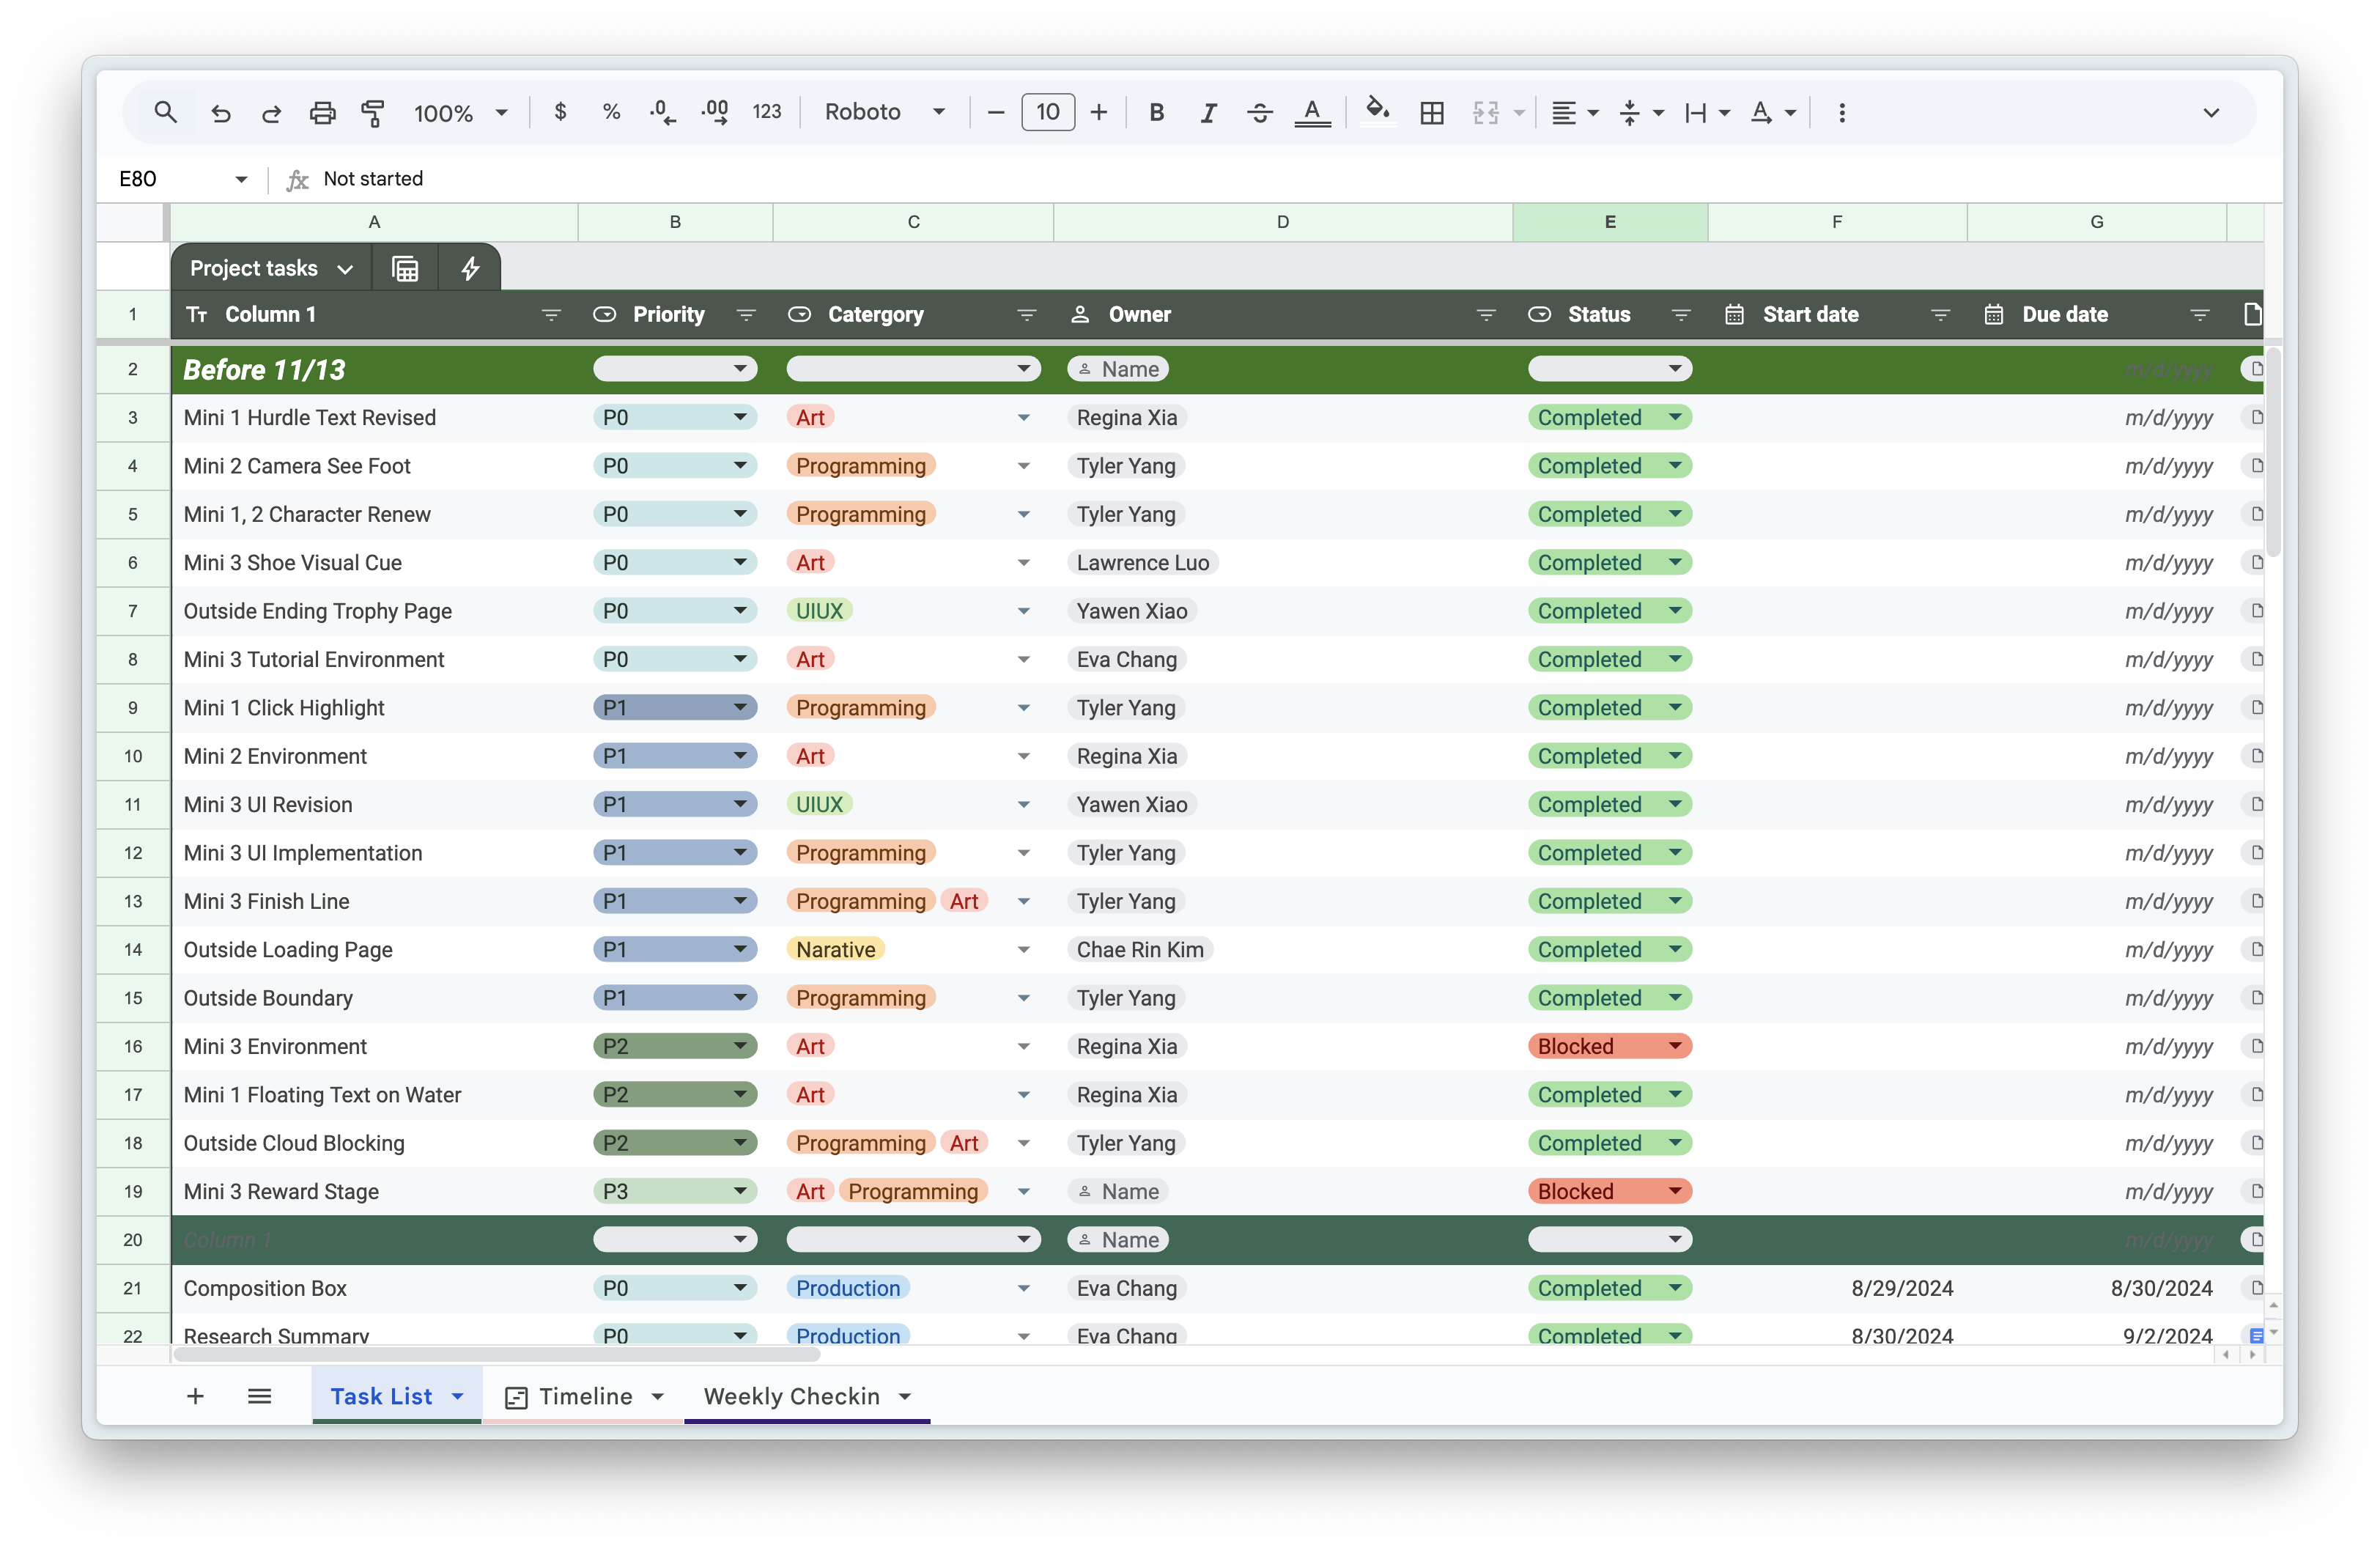 100% $ % .0 .00 123 Roboto 10 B I S A
E80 fx Not started
A B C D E F G
Project tasks
1 Tт Column 1 Priority Catergory Owner Status Start date Due date
2 Before 11/13 Name m/d/yyyy
3 Mini 1 Hurdle Text Revised P0 Art Regina Xia Completed m/d/yyyy
4 Mini 2 Camera See Foot P0 Programming Tyler Yang Completed m/d/yyyy
5 Mini 1, 2 Character Renew P0 Programming Tyler Yang Completed m/d/yyyy
6 Mini 3 Shoe Visual Cue P0 Art Lawrence Luo Completed m/d/yyyy
7 Outside Ending Trophy Page P0 UIUX Yawen Xiao Completed m/d/yyyy
8 Mini 3 Tutorial Environment P0 Art Eva Chang Completed m/d/yyyy
9 Mini 1 Click Highlight P1 Programming Tyler Yang Completed m/d/yyyy
10 Mini 2 Environment P1 Art Regina Xia Completed m/d/yyyy
11 Mini 3 UI Revision P1 UIUX Yawen Xiao Completed m/d/yyyy
12 Mini 3 UI Implementation P1 Programming Tyler Yang Completed m/d/yyyy
13 Mini 3 Finish Line P1 Programming Art Tyler Yang Completed m/d/yyyy
14 Outside Loading Page P1 Narative Chae Rin Kim Completed m/d/yyyy
15 Outside Boundary P1 Programming Tyler Yang Completed m/d/yyyy
16 Mini 3 Environment P2 Art Regina Xia Blocked m/d/yyyy
17 Mini 1 Floating Text on Water P2 Art Regina Xia Completed m/d/yyyy
18 Outside Cloud Blocking P2 Programming Art Tyler Yang Completed m/d/yyyy
19 Mini 3 Reward Stage P3 Art Programming Name Blocked m/d/yyyy
20 Column 1 Name m/d/yyyy
21 Composition Box P0 Production Eva Chang Completed 8/29/2024 8/30/2024
22 Research Summary P0 Production Eva Chang Completed 8/30/2024 9/2/2024
Task List Timeline Weekly Checkin